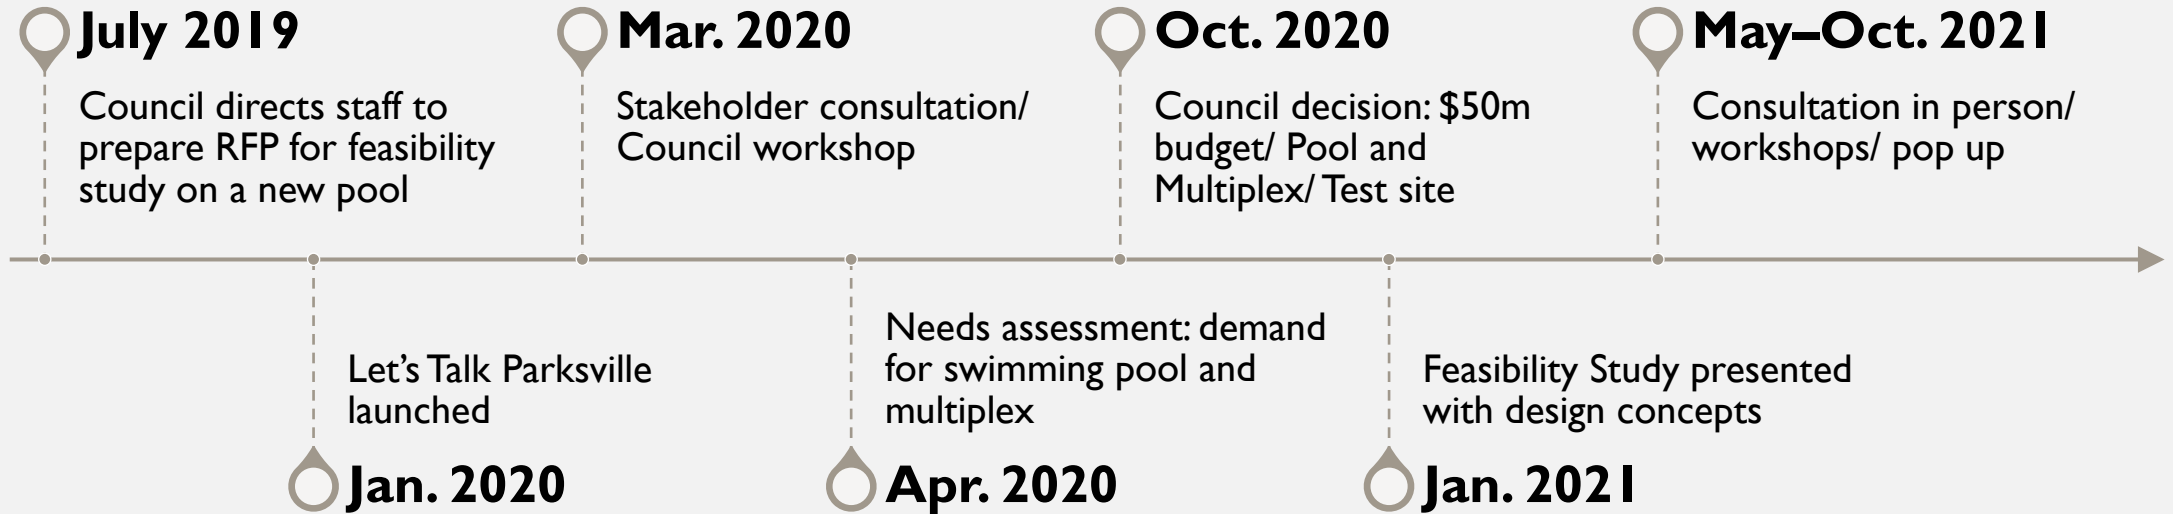 July 2019
Council directs staff to
prepare RFP for feasibility
study on a new pool
Jan. 2020
Let's Talk Parksville
launched
Mar. 2020
Stakeholder consultation/
Council workshop
Apr. 2020
Needs assessment: demand
for swimming pool and
multiplex
Oct. 2020
Council decision: $50m
budget/ Pool and
Multiplex/ Test site
Jan. 2021
Feasibility Study presented
with design concepts
May–Oct. 2021
Consultation in person/
workshops/ pop up